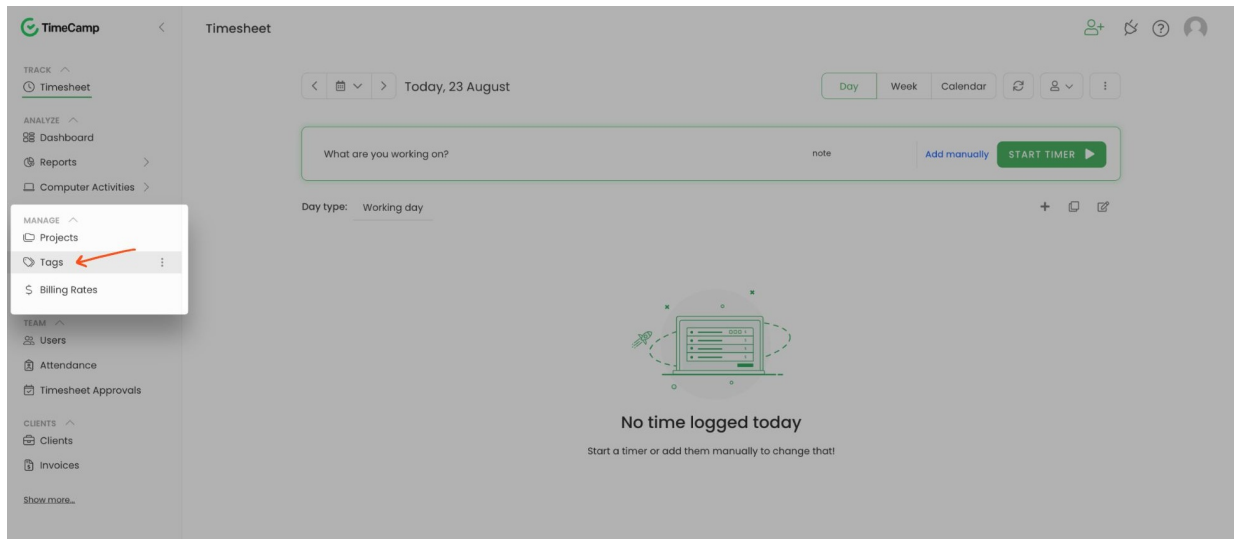 TimeCamp
Timesheet
TRACK
Timesheet
Today, 23 August
Day
Week
Calendar
ANALYZE
Dashboard
Reports
Computer Activities
What are you working on?
note
Add manually
START TIMER
Day type: Working day
MANAGE
Projects
Tags
$ Billing Rates
TEAM
Users
Attendance
Timesheet Approvals
CLIENTS
Clients
Invoices
Show more...
No time logged today
Start a timer or add them manually to change that!